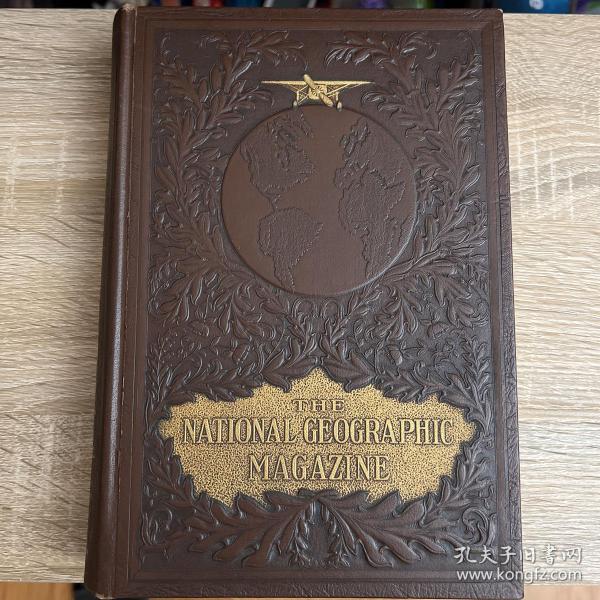 THE
NATIONAL GEOGRAPHIC
MAGAZINE
孔夫子旧书网
www.kongfz.com